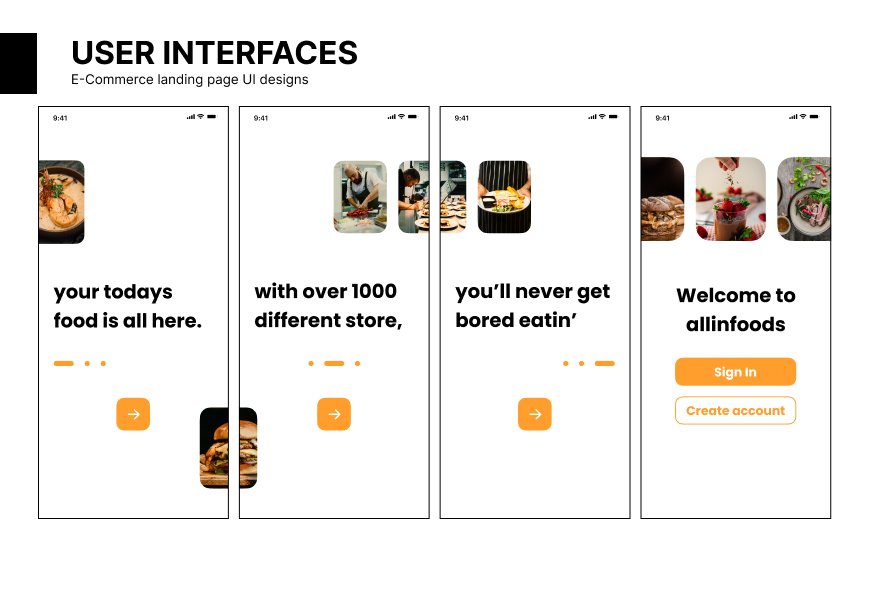 USER INTERFACES
E-Commerce landing page UI designs
9:41
your todays
food is all here.
9:41
with over 1000
different store,
9:41
you’ll never get
bored eatin’
9:41
Welcome to
allinfoods
Sign In
Create account